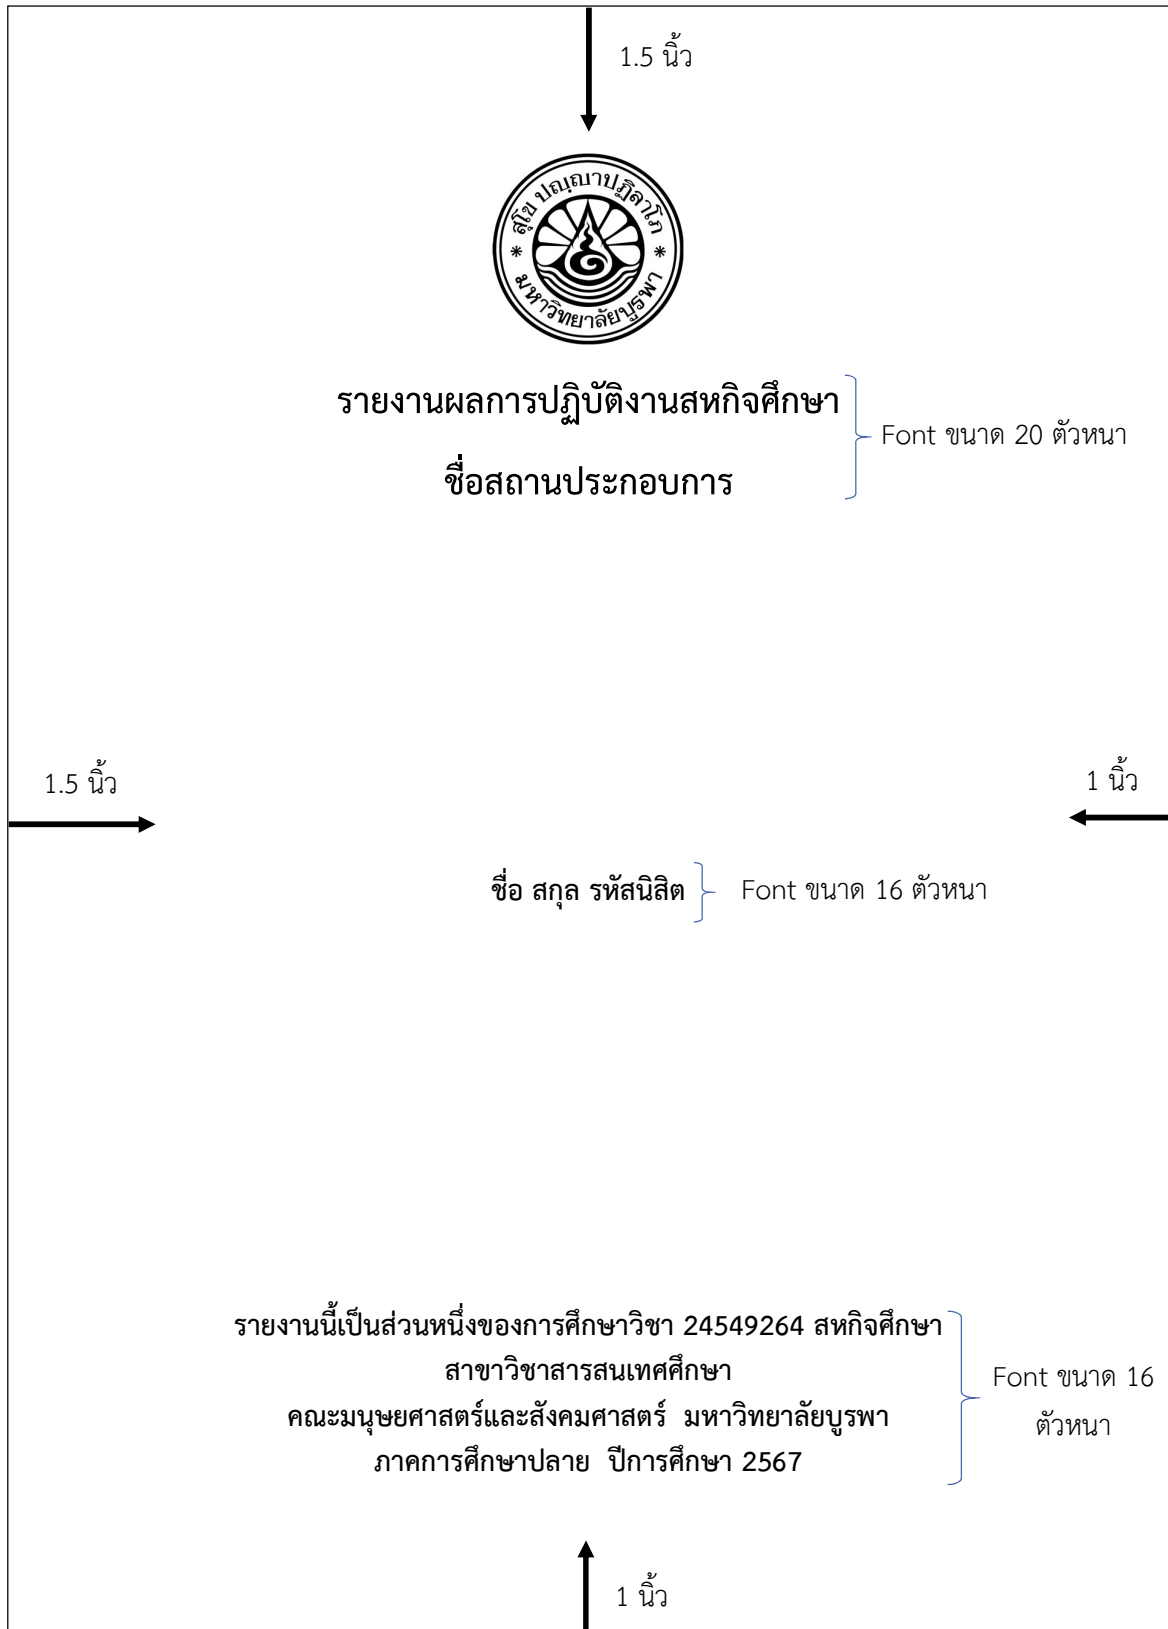 1.5 นิ้ว
สุโข ปญฺญาปฏิลาโภ
มหาวิทยาลัยบูรพา
รายงานผลการปฏิบัติงานสหกิจศึกษา
Font ขนาด 20 ตัวหนา
ชื่อสถานประกอบการ
1.5 นิ้ว
1 นิ้ว
ชื่อ สกุล รหัสนิสิต
Font ขนาด 16 ตัวหนา
รายงานนี้เป็นส่วนหนึ่งของการศึกษาวิชา 24549264 สหกิจศึกษา
สาขาวิชาสารสนเทศศึกษา
คณะมนุษยศาสตร์และสังคมศาสตร์  มหาวิทยาลัยบูรพา
ภาคการศึกษาปลาย  ปีการศึกษา 2567
Font ขนาด 16
ตัวหนา
1 นิ้ว